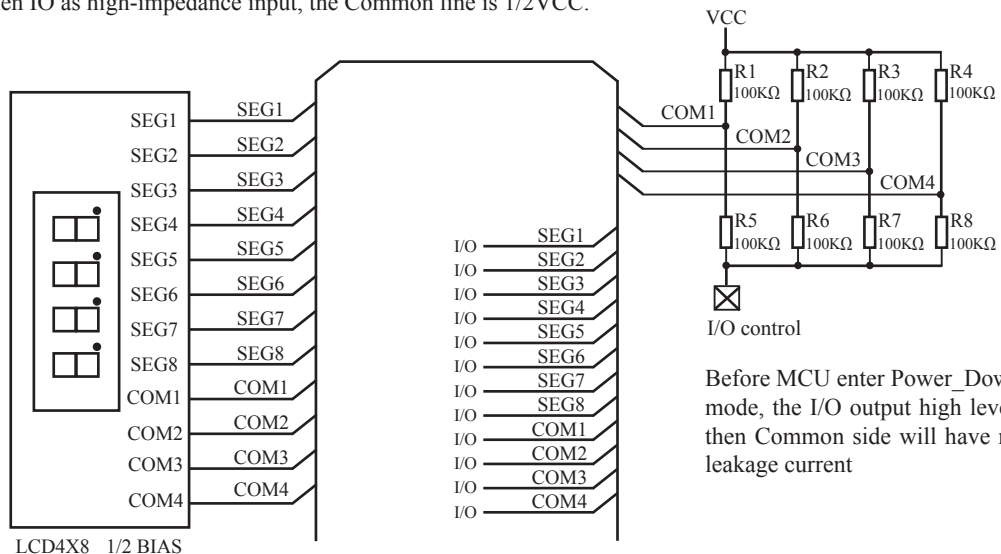 IO as high-impedance input, the Common line is 1/2VCC.
VCC
R1
100KΩ
R2
100KΩ
R3
100KΩ
R4
100KΩ
COM1
COM2
COM3
COM4
R5
100KΩ
R6
100KΩ
R7
100KΩ
R8
100KΩ
I/O control
SEG1 SEG1
SEG2 SEG2
SEG3 SEG3
SEG4 SEG4
SEG5 SEG5
SEG6 SEG6
SEG7 SEG7
SEG8 SEG8
COM1 COM1
COM2 COM2
COM3 COM3
COM4 COM4
LCD4X8 1/2 BIAS
I/O SEG1
I/O SEG2
I/O SEG3
I/O SEG4
I/O SEG5
I/O SEG6
I/O SEG7
I/O SEG8
I/O COM1
I/O COM2
I/O COM3
I/O COM4
Before MCU enter
mode, the I/O output high
then Common side will have
leakage current